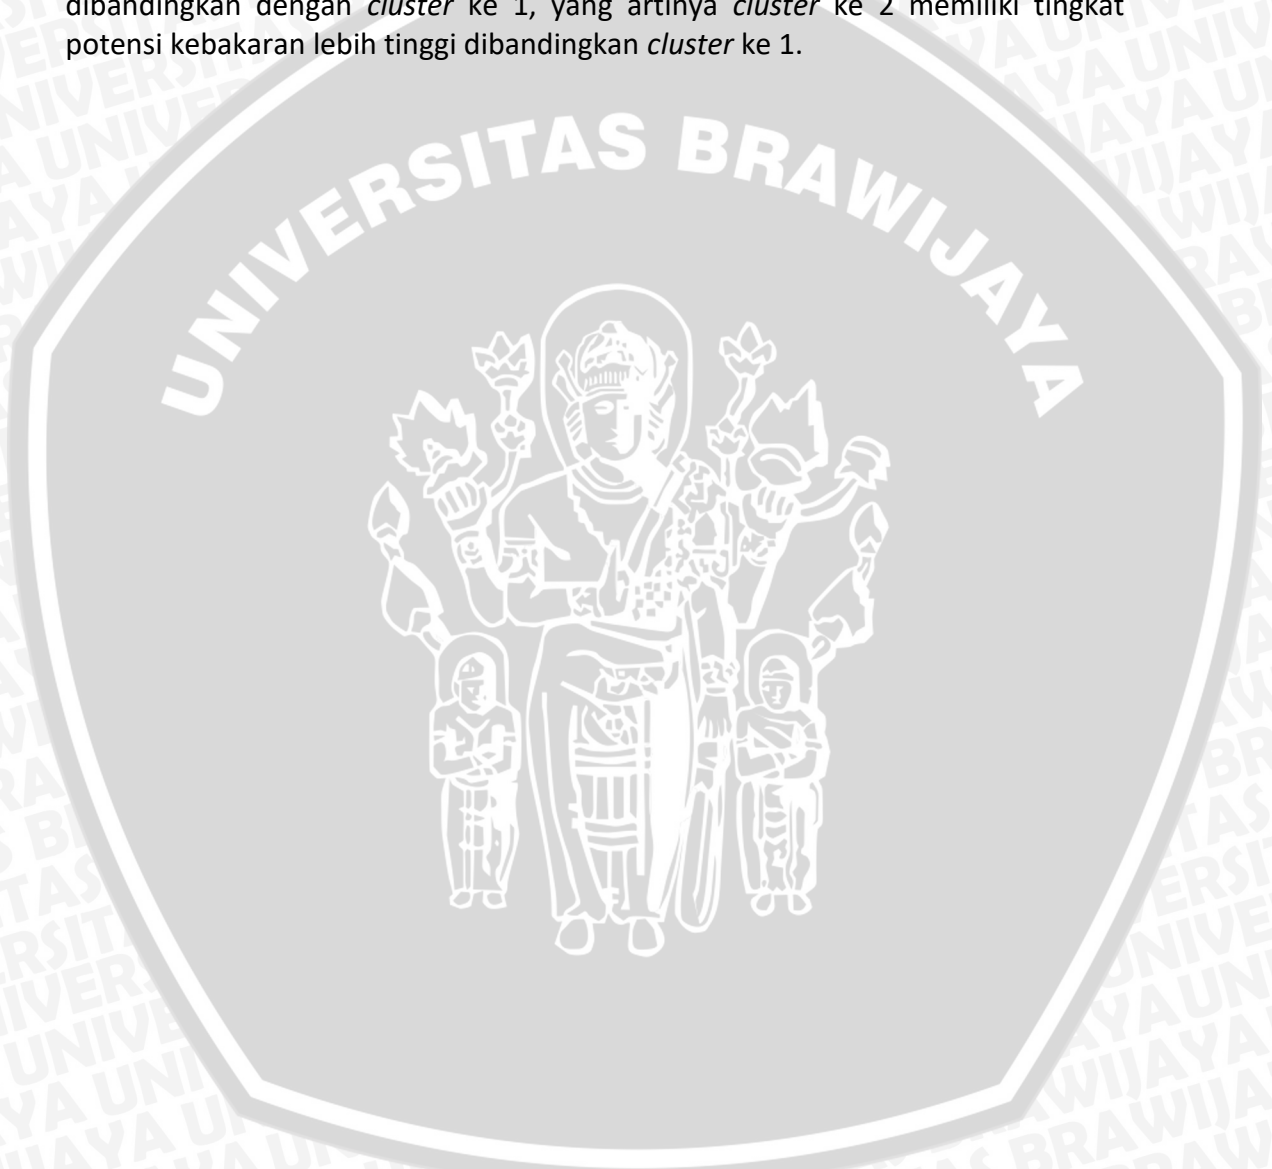 dibandingkan dengan cluster ke 1, yang artinya cluster ke 2 memiliki tingkat
potensi kebakaran lebih tinggi dibandingkan cluster ke 1.
UNIVERSITAS BRAWIJAYA